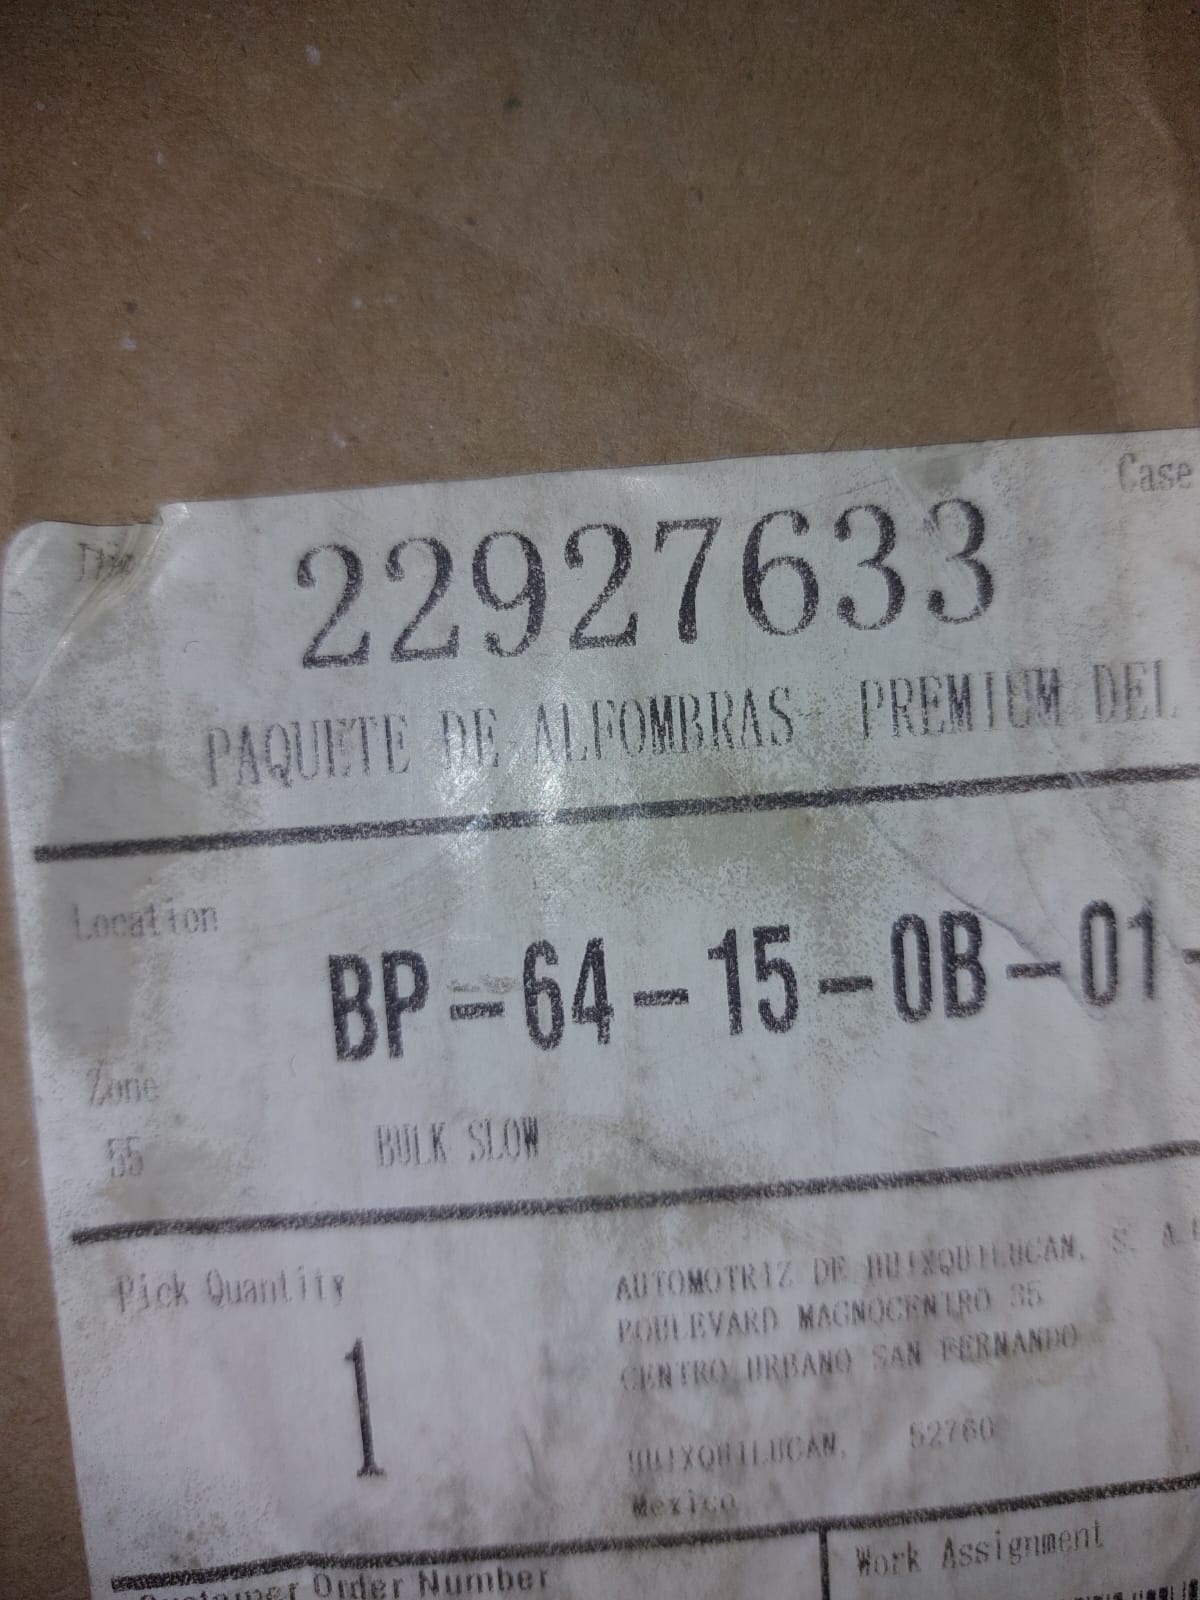 Case
22927633
PAQUETE DE ALFOMBRAS PREMIUM DEL
Location
BP-64-15-0B-01-
Zone
55 BULK SLOW
Pick Quantity
1
AUTOMOTRIZ DE HUIXQUILUCAN, S. A.
BOULEVARD MAGNOCENTRO 35
CENTRO URBANO SAN FERNANDO
HUIXQUILUCAN, 52760
Mexico
Customer Order Number
Work Assignment